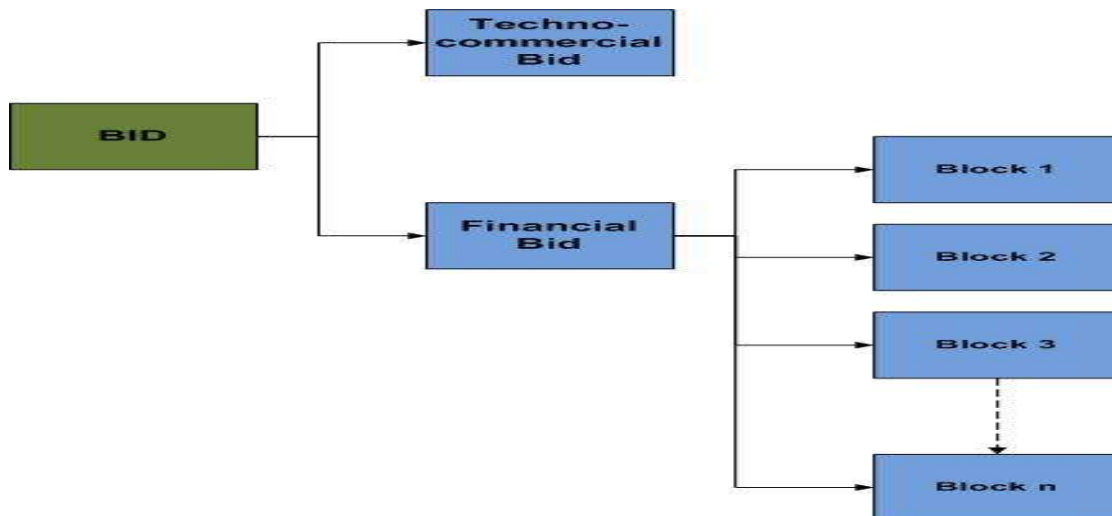 Techno-
commercial
Bid
BID
Financial
Bid
Block 1
Block 2
Block 3
Block n